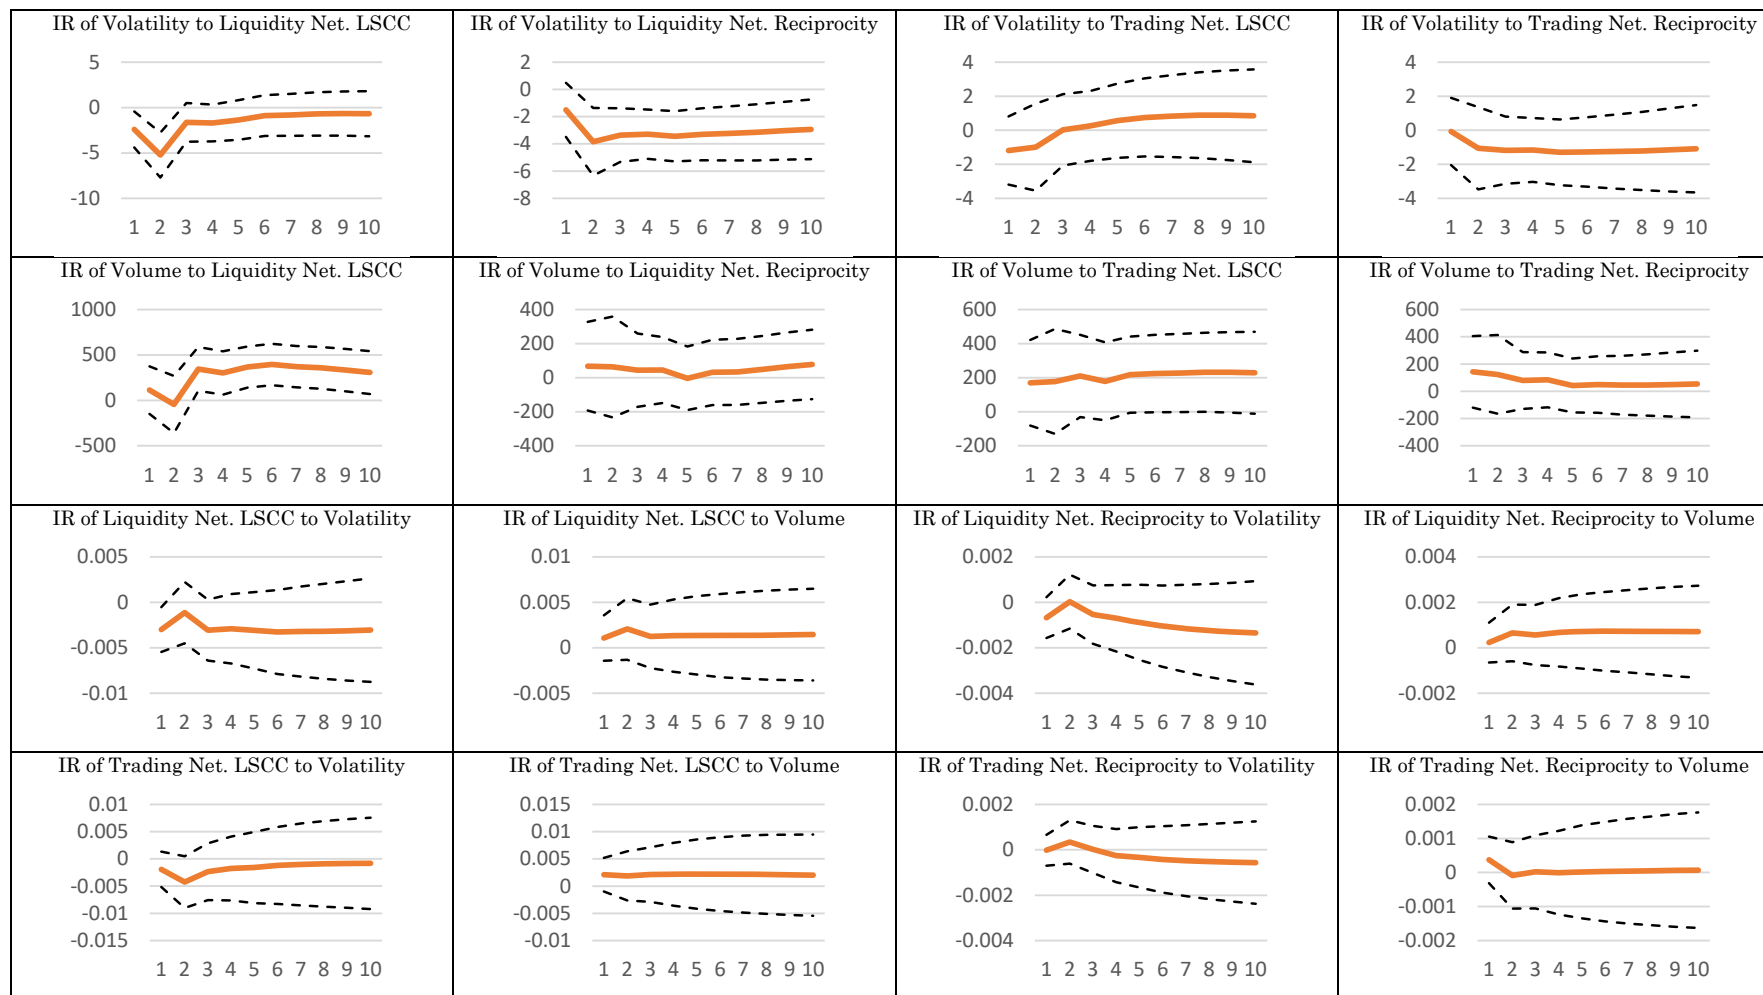 IR of Volatility to Liquidity Net. LSCC
5
0
-5
-10
1 2 3 4 5 6 7 8 9 10
IR of Volatility to Liquidity Net. Reciprocity
2
0
-2
-4
-6
-8
1 2 3 4 5 6 7 8 9 10
IR of Volatility to Trading Net. LSCC
4
2
0
-2
-4
1 2 3 4 5 6 7 8 9 10
IR of Volatility to Trading Net. Reciprocity
4
2
0
-2
-4
1 2 3 4 5 6 7 8 9 10
IR of Volume to Liquidity Net. LSCC
1000
500
0
-500
1 2 3 4 5 6 7 8 9 10
IR of Volume to Liquidity Net. Reciprocity
400
200
0
-200
-400
1 2 3 4 5 6 7 8 9 10
IR of Volume to Trading Net. LSCC
600
400
200
0
-200
1 2 3 4 5 6 7 8 9 10
IR of Volume to Trading Net. Reciprocity
600
400
200
0
-200
-400
1 2 3 4 5 6 7 8 9 10
IR of Liquidity Net. LSCC to Volatility
0.005
0
-0.005
-0.01
1 2 3 4 5 6 7 8 9 10
IR of Liquidity Net. LSCC to Volume
0.01
0.005
0
-0.005
1 2 3 4 5 6 7 8 9 10
IR of Liquidity Net. Reciprocity to Volatility
0.002
0
-0.002
-0.004
1 2 3 4 5 6 7 8 9 10
IR of Liquidity Net. Reciprocity to Volume
0.004
0.002
0
-0.002
1 2 3 4 5 6 7 8 9 10
IR of Trading Net. LSCC to Volatility
0.01
0.005
0
-0.005
-0.01
-0.015
1 2 3 4 5 6 7 8 9 10
IR of Trading Net. LSCC to Volume
0.015
0.01
0.005
0
-0.005
-0.01
1 2 3 4 5 6 7 8 9 10
IR of Trading Net. Reciprocity to Volatility
0.002
0
-0.002
-0.004
1 2 3 4 5 6 7 8 9 10
IR of Trading Net. Reciprocity to Volume
0.002
0.001
0
-0.001
-0.002
1 2 3 4 5 6 7 8 9 10